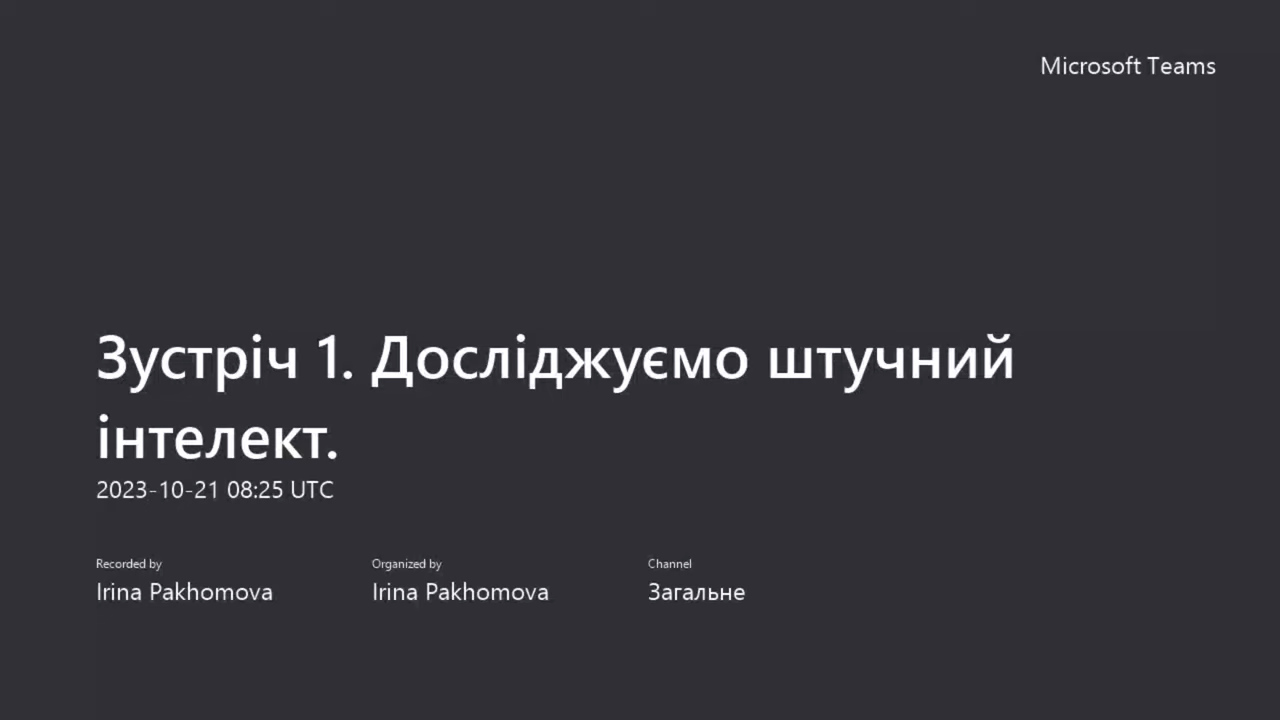 Microsoft Teams
Зустріч 1. Досліджуємо штучний
інтелект.
2023-10-21 08:25 UTC
Recorded by
Irina Pakhomova
Organized by
Irina Pakhomova
Channel
Загальне